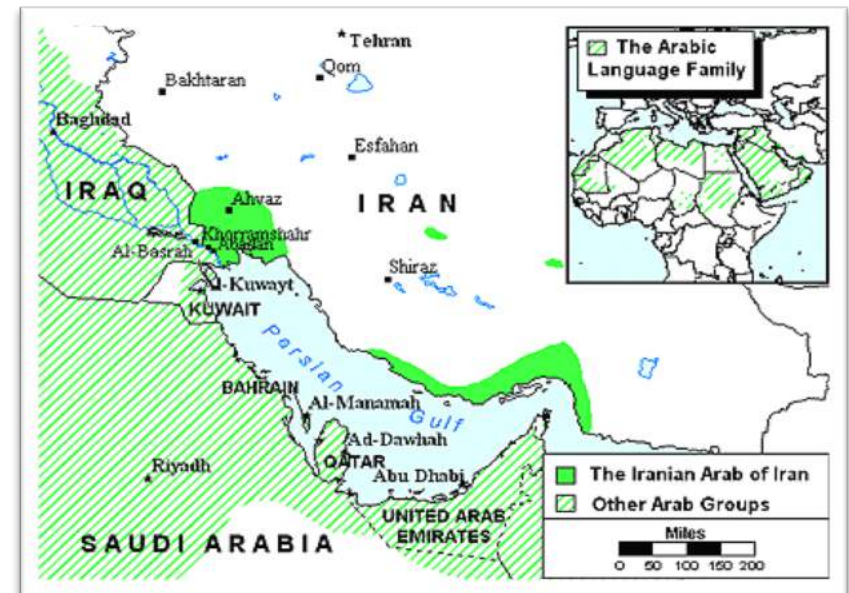 Tehran
Qom
Bakhtaran
The Arabic
Language Family
Baghdad
Esfahan
IRAQ
IRAN
Ahvaz
Khorramshahr
Abadan
Al-Basrah
Shiraz
Al-Kuwayt
KUWAIT
Persian
Gulf
BAHRAIN
Al-Manamah
Ad-Dawhah
QATAR
Riyadh
Abu Dhabi
UNITED ARAB
EMIRATES
SAUDI ARABIA
The Iranian Arab of Iran
Other Arab Groups
Miles
0 50 100 150 200